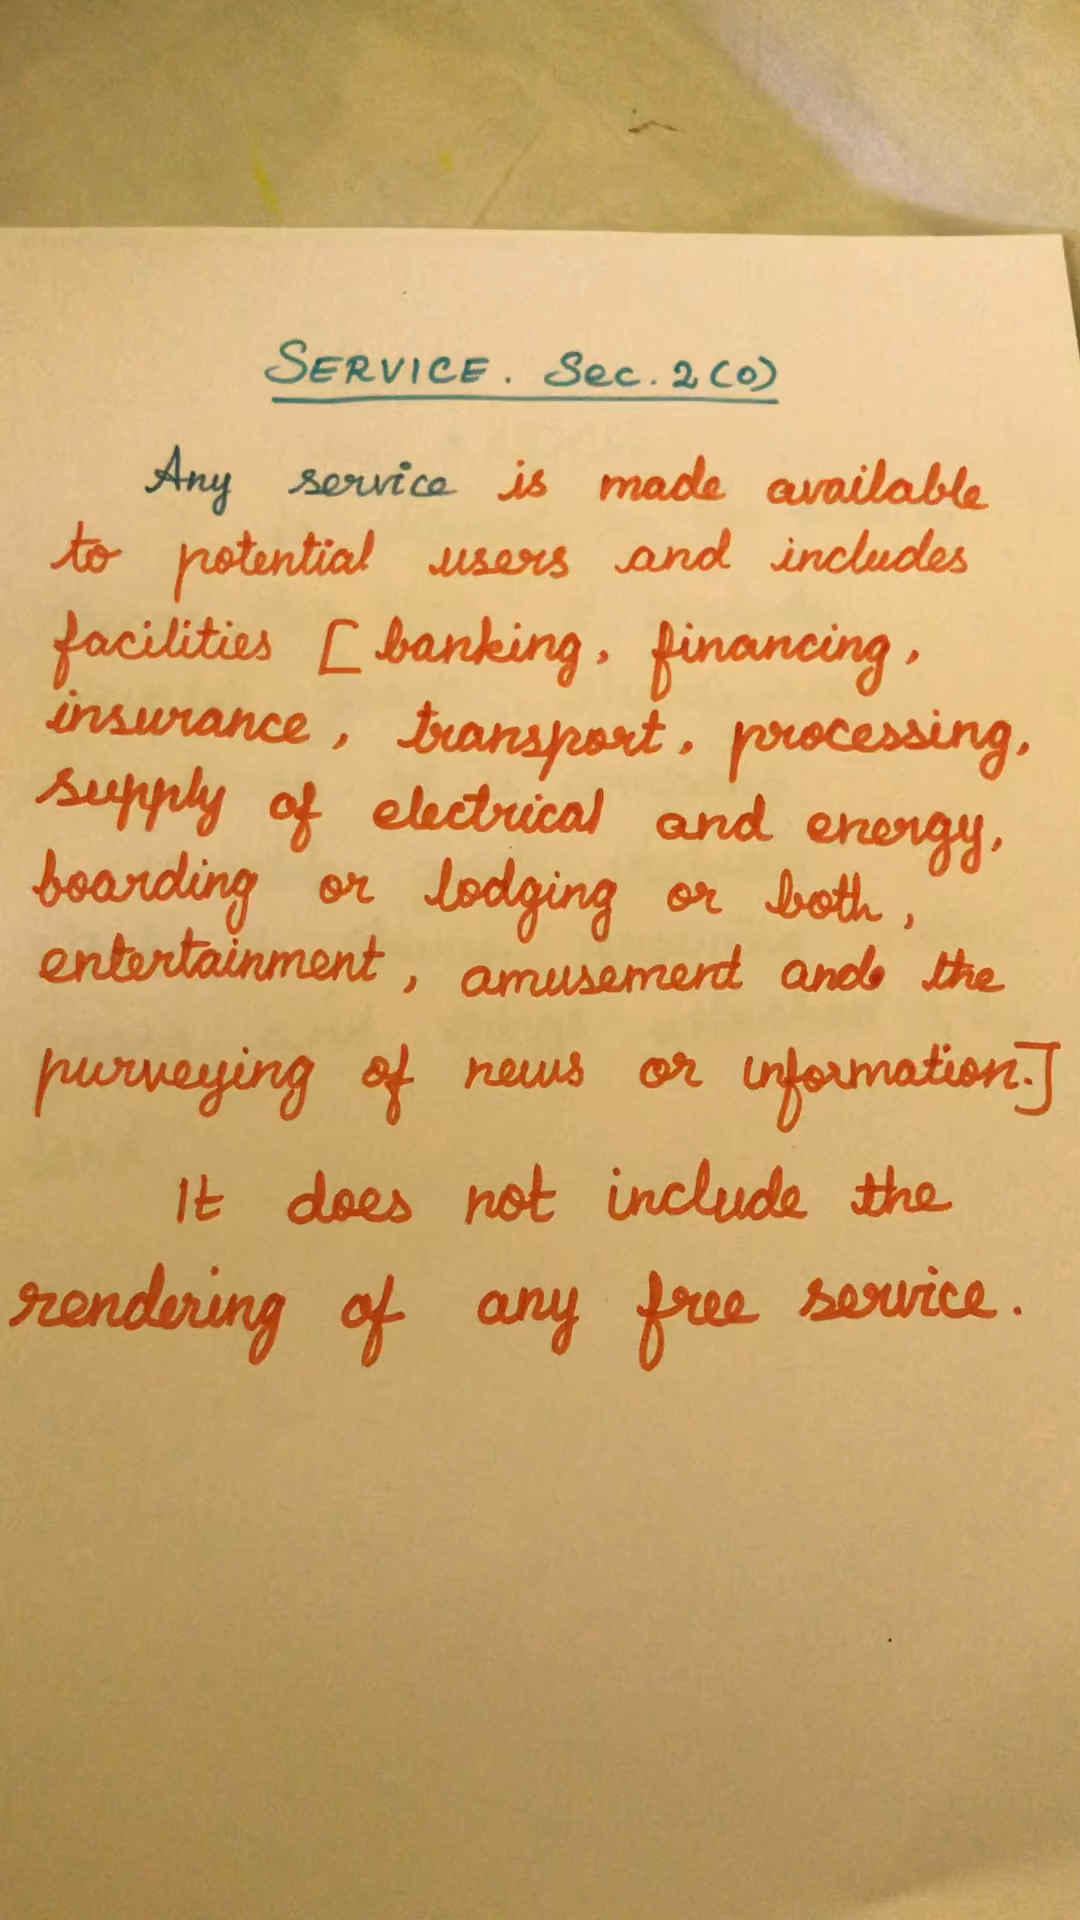 SERVICE. Sec. 2(o)
Any service is made available
to potential users and includes
facilities [banking, financing,
insurance, transport, processing,
supply of electrical and energy,
boarding or lodging or both,
entertainment, amusement and the
purveying of news or information.]
It does not include the
rendering of any free service.